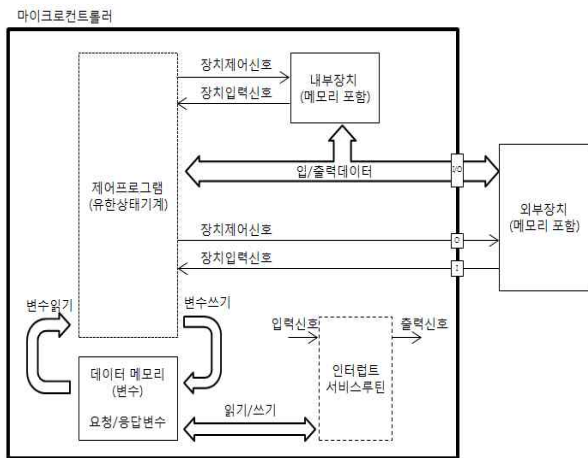 마이크로컨트롤러
장치제어신호
장치입력신호
내부장치
(메모리 포함)
입/출력데이터
I/O
제어프로그램
(유한상태기계)
외부장치
(메모리 포함)
장치제어신호
O
장치입력신호
I
변수읽기
변수쓰기
입력신호
출력신호
인터럽트
서비스루틴
데이터 메모리
(변수)
요청/응답변수
읽기/쓰기